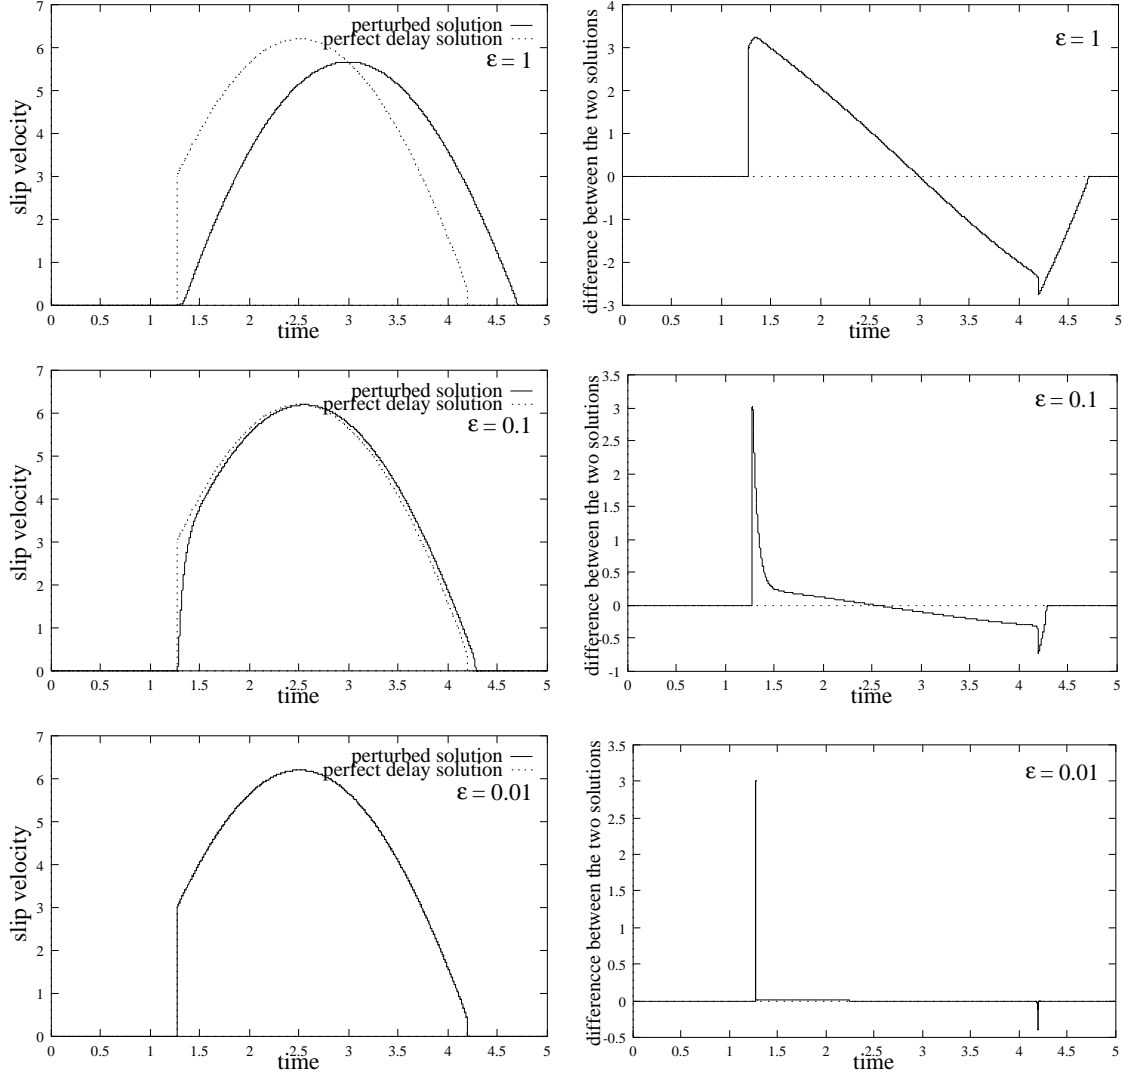 7
6
5
4
3
2
1
0
slip velocity
perturbed solution
perfect delay solution
ε = 1
0 0.5 1 1.5 2 2.5 3 3.5 4 4.5 5
time
4
3
2
1
0
-1
-2
-3
difference between the two solutions
ε = 1
0 0.5 1 1.5 2 2.5 3 3.5 4 4.5 5
time
7
6
5
4
3
2
1
0
slip velocity
perturbed solution
perfect delay solution
ε = 0.1
0 0.5 1 1.5 2 2.5 3 3.5 4 4.5 5
time
3.5
3
2.5
2
1.5
1
0.5
0
-0.5
-1
difference between the two solutions
ε = 0.1
0 0.5 1 1.5 2 2.5 3 3.5 4 4.5 5
time
7
6
5
4
3
2
1
0
slip velocity
perturbed solution
perfect delay solution
ε = 0.01
0 0.5 1 1.5 2 2.5 3 3.5 4 4.5 5
time
3.5
3
2.5
2
1.5
1
0.5
0
-0.5
differencce between the two solutions
ε = 0.01
0 0.5 1 1.5 2 2.5 3 3.5 4 4.5 5
time